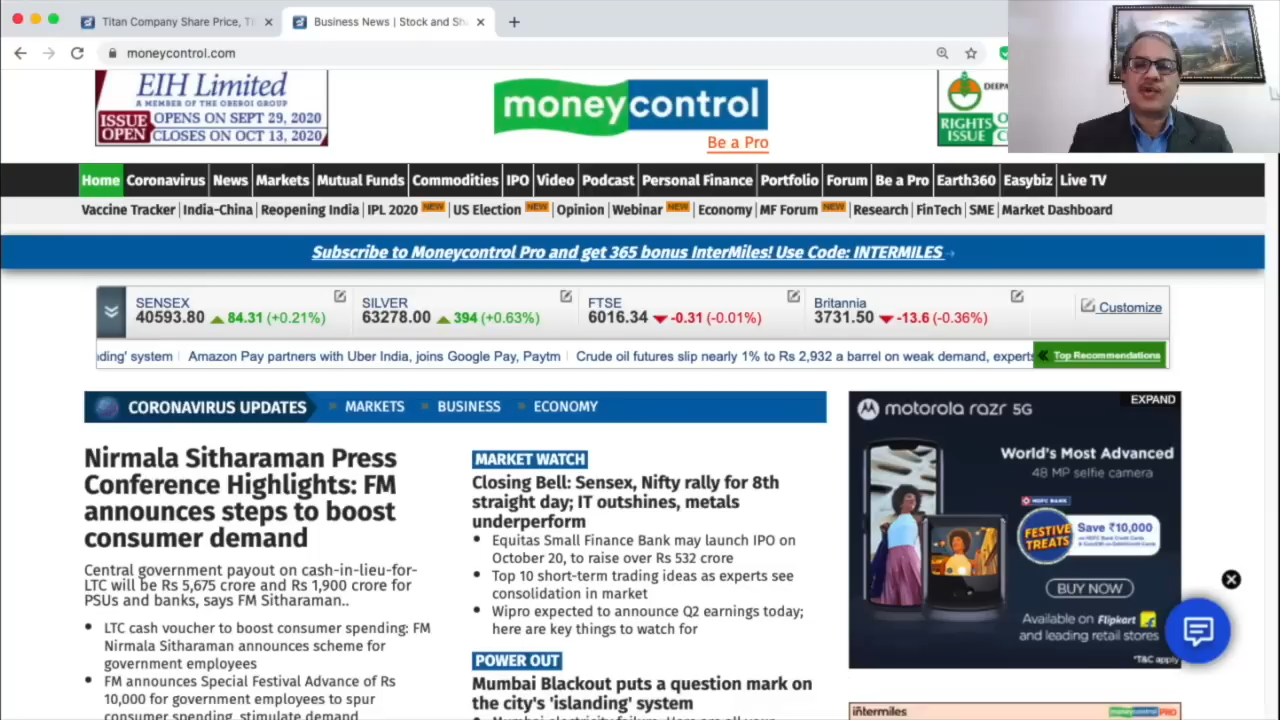 Titan Company Share Price, Ti
Business News | Stock and Sh
moneycontrol.com
EIH Limited
A MEMBER OF THE OBEROI GROUP
ISSUE OPEN
OPENS ON SEPT 29, 2020
CLOSES ON OCT 13, 2020
moneycontrol
Be a Pro
DEEPA
RIGHTS
ISSUE
Home Coronavirus News Markets Mutual Funds Commodities IPO Video Podcast Personal Finance Portfolio Forum Be a Pro Earth360 Easybiz Live TV
Vaccine Tracker India-China Reopening India IPL 2020 NEW US Election NEW Opinion Webinar NEW Economy MF Forum NEW Research FinTech SME Market Dashboard
Subscribe to Moneycontrol Pro and get 365 bonus InterMiles! Use Code: INTERMILES
SENSEX
40593.80 84.31 (+0.21%)
SILVER
63278.00 394 (+0.63%)
FTSE
6016.34 -0.31 (-0.01%)
Britannia
3731.50 -13.6 (-0.36%)
Customize
ding' system | Amazon Pay partners with Uber India, joins Google Pay, Paytm | Crude oil futures slip nearly 1% to Rs 2,932 a barrel on weak demand, experts
Top Recommendations
CORONAVIRUS UPDATES MARKETS BUSINESS ECONOMY
Nirmala Sitharaman Press
Conference Highlights: FM
announces steps to boost
consumer demand
Central government payout on cash-in-lieu-for-
LTC will be Rs 5,675 crore and Rs 1,900 crore for
PSUs and banks, says FM Sitharaman..
• LTC cash voucher to boost consumer spending: FM
Nirmala Sitharaman announces scheme for
government employees
• FM announces Special Festival Advance of Rs
10,000 for government employees to spur
consumer spending, stimulate demand
MARKET WATCH
Closing Bell: Sensex, Nifty rally for 8th
straight day; IT outshines, metals
underperform
• Equitas Small Finance Bank may launch IPO on
October 20, to raise over Rs 532 crore
• Top 10 short-term trading ideas as experts see
consolidation in market
• Wipro expected to announce Q2 earnings today;
here are key things to watch for
POWER OUT
Mumbai Blackout puts a question mark on
the city's 'islanding' system
EXPAND
motorola razr 5G
World's Most Advanced
48 MP selfie camera
HDFC BANK
FESTIVE TREATS
Save ₹10,000
BUY NOW
Available on Flipkart
and leading retail stores
*T&C apply
intermiles
moneycontrol PRO